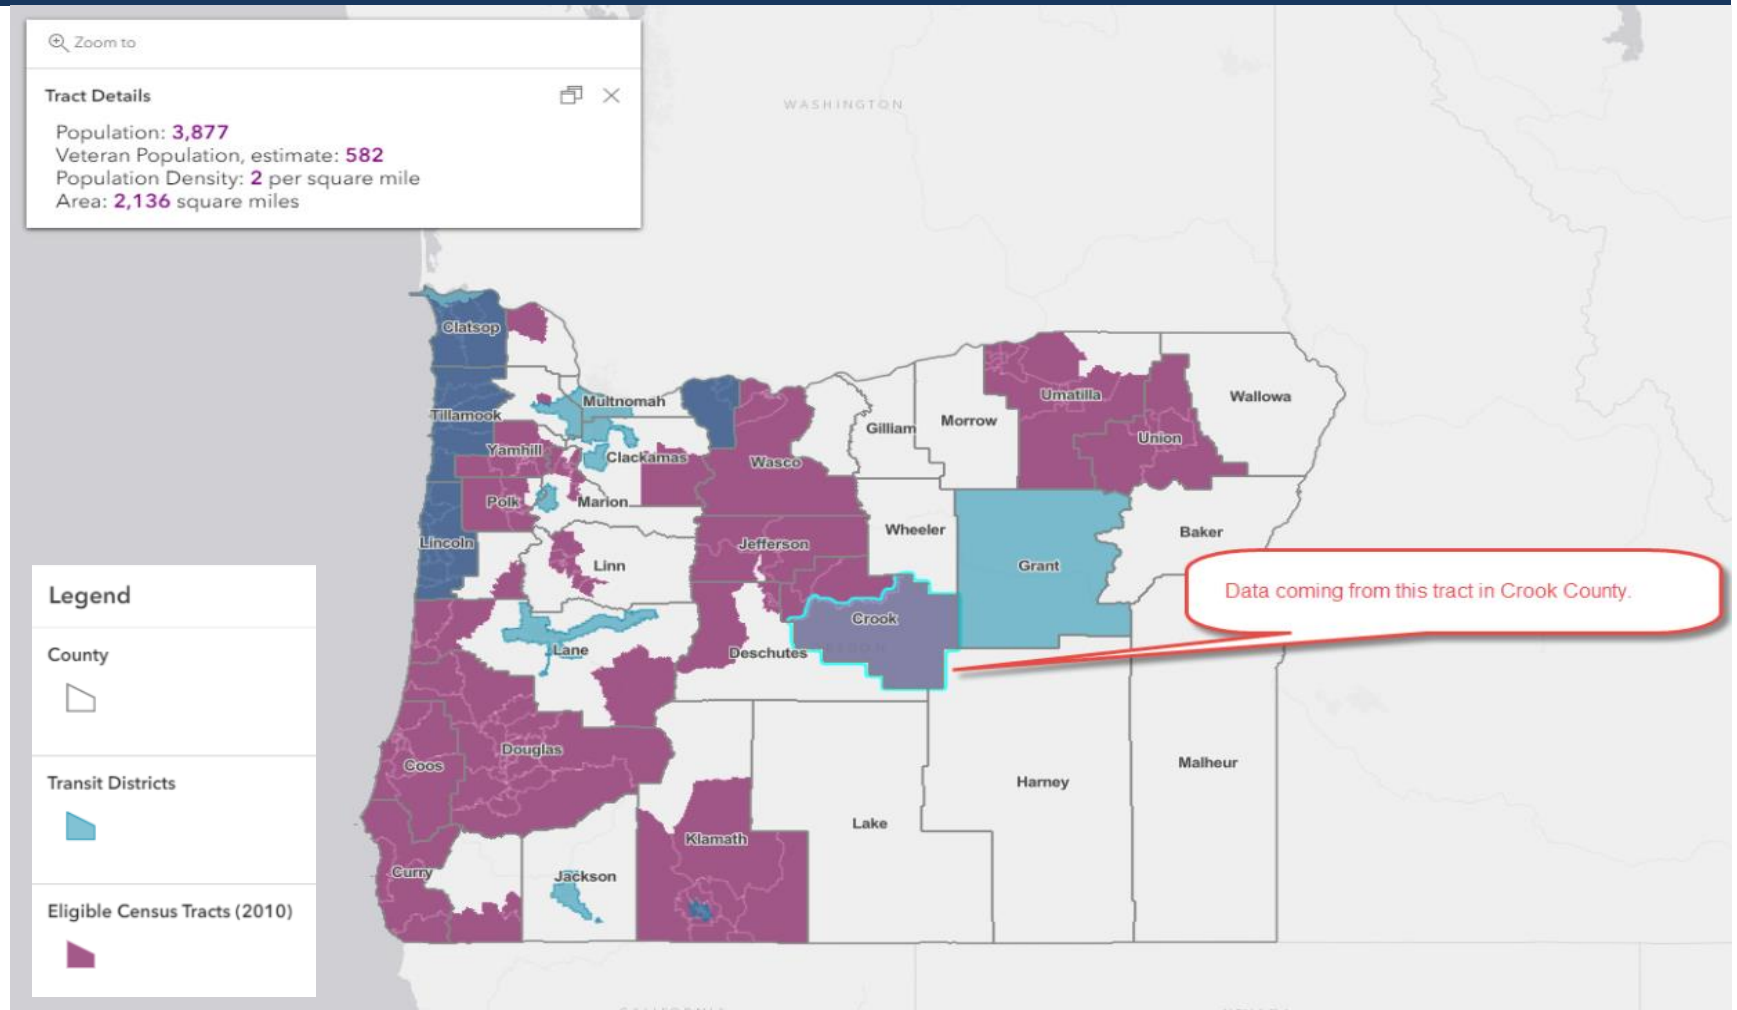 Zoom to
Tract Details
Population: 3,877
Veteran Population, estimate: 582
Population Density: 2 per square mile
Area: 2,136 square miles
WASHINGTON
Clatsop
Tillamook
Multnomah
Yamhill
Clackamas
Wasco
Gilliam
Morrow
Umatilla
Union
Wallowa
Polk
Marion
Lincoln
Linn
Jefferson
Wheeler
Grant
Baker
Data coming from this tract in Crook County.
Crook
Lane
Deschutes
Douglas
Coos
Curry
Jackson
Klamath
Lake
Harney
Malheur
Legend
County
Transit Districts
Eligible Census Tracts (2010)